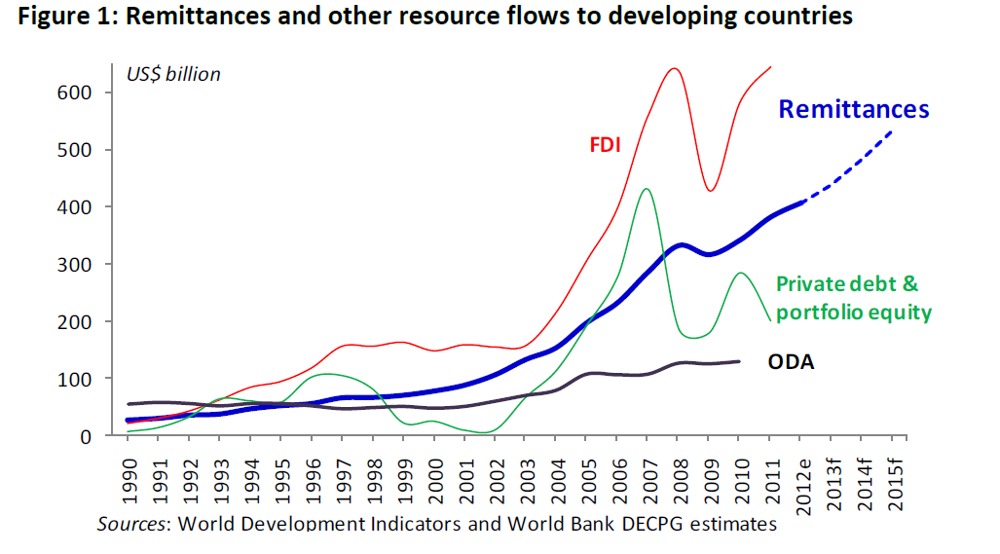 Figure 1: Remittances and other resource flows to developing countries
US$ billion
600
Remittances
FDI
500
400
300
Private debt &
portfolio equity
200
ODA
100
0
1990
1991
1992
1993
1994
1995
1996
1997
1998
1999
2000
2001
2002
2003
2004
2005
2006
2007
2008
2009
2010
2011
2012e
2013f
2014f
2015f
Sources: World Development Indicators and World Bank DECPG estimates